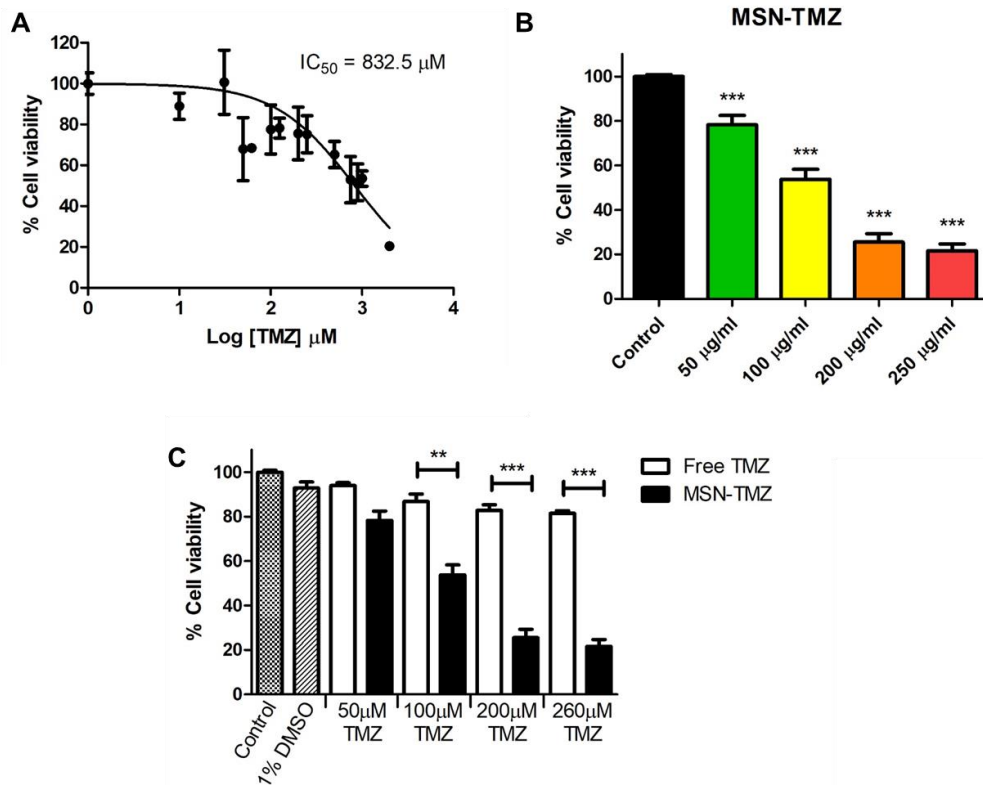 A
120
100
80
60
40
20
0
% Cell viability
IC50 = 832.5 μM
0 1 2 3 4
Log [TMZ] μM
B
MSN-TMZ
100
80
60
40
20
0
% Cell viability
***
***
***
***
Control
50 μg/ml
100 μg/ml
200 μg/ml
250 μg/ml
C
100
80
60
40
20
0
% Cell viability
**
***
***
Free TMZ
MSN-TMZ
Control
1% DMSO
50μM
TMZ
100μM
TMZ
200μM
TMZ
260μM
TMZ